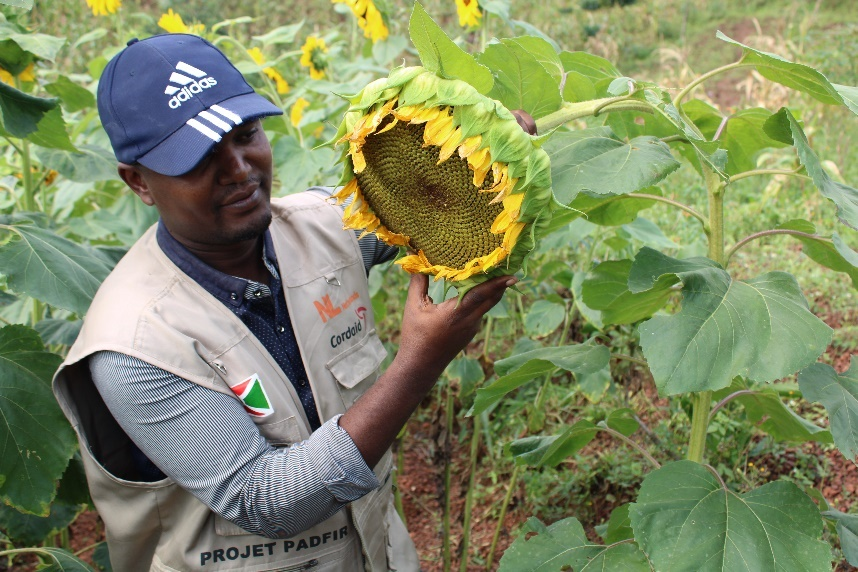 adidas
NL
Cordaid
PROJET PADFIR